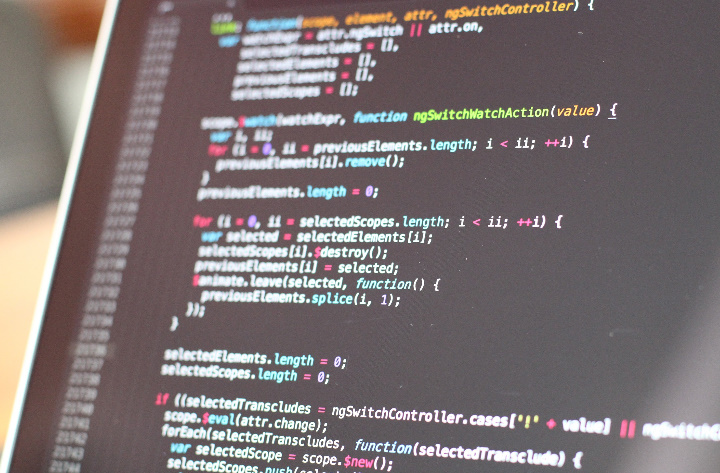 link: function(scope, element, attr, ngSwitchController) {
var watchExpr = attr.ngSwitch || attr.on,
selectedTranscludes = [],
selectedElements = [],
previousElements = [],
selectedScopes = [];
scope.$watch(watchExpr, function ngSwitchWatchAction(value) {
var i, ii;
for (i = 0, ii = previousElements.length; i < ii; ++i) {
previousElements[i].remove();
}
previousElements.length = 0;
for (i = 0, ii = selectedScopes.length; i < ii; ++i) {
var selected = selectedElements[i];
selectedScopes[i].$destroy();
previousElements[i] = selected;
$animate.leave(selected, function() {
previousElements.splice(i, 1);
});
}
selectedElements.length = 0;
selectedScopes.length = 0;
if ((selectedTranscludes = ngSwitchController.cases['!' + value] || ngSwitchC
scope.$eval(attr.change);
forEach(selectedTranscludes, function(selectedTransclude) {
var selectedScope = scope.$new();
selectedScopes.push(